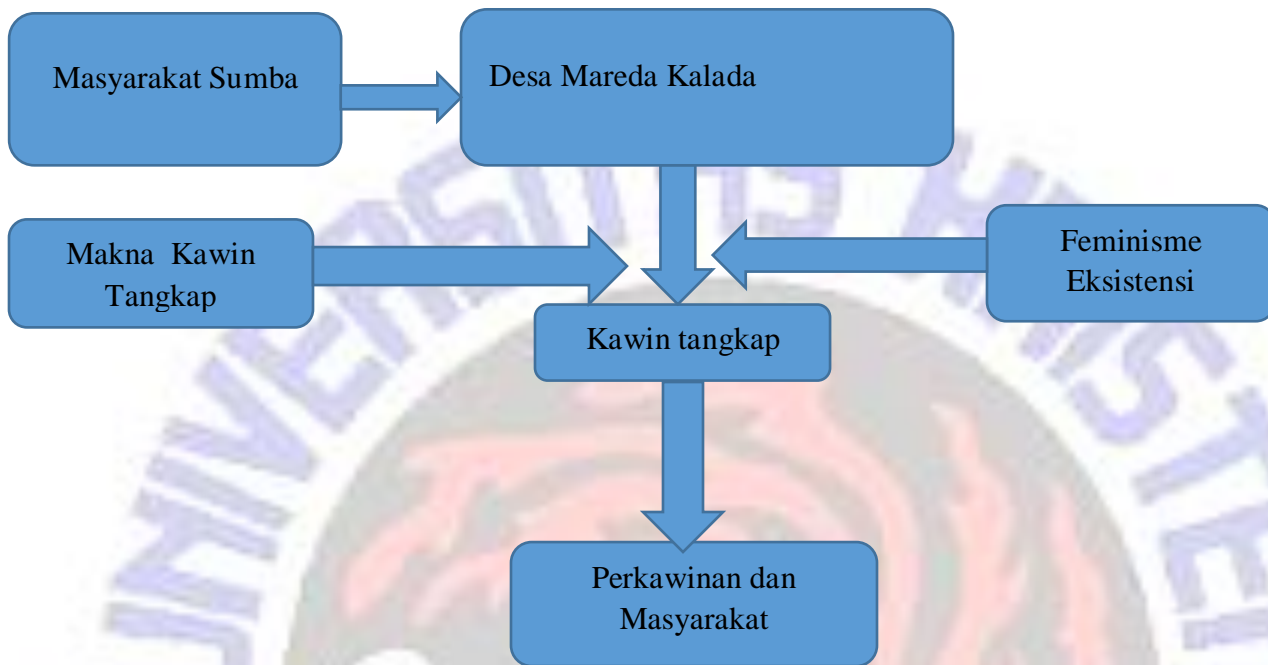 Masyarakat Sumba
Desa Mareda Kalada
Makna Kawin
Tangkap
Feminisme
Eksistensi
Kawin tangkap
Perkawinan dan
Masyarakat